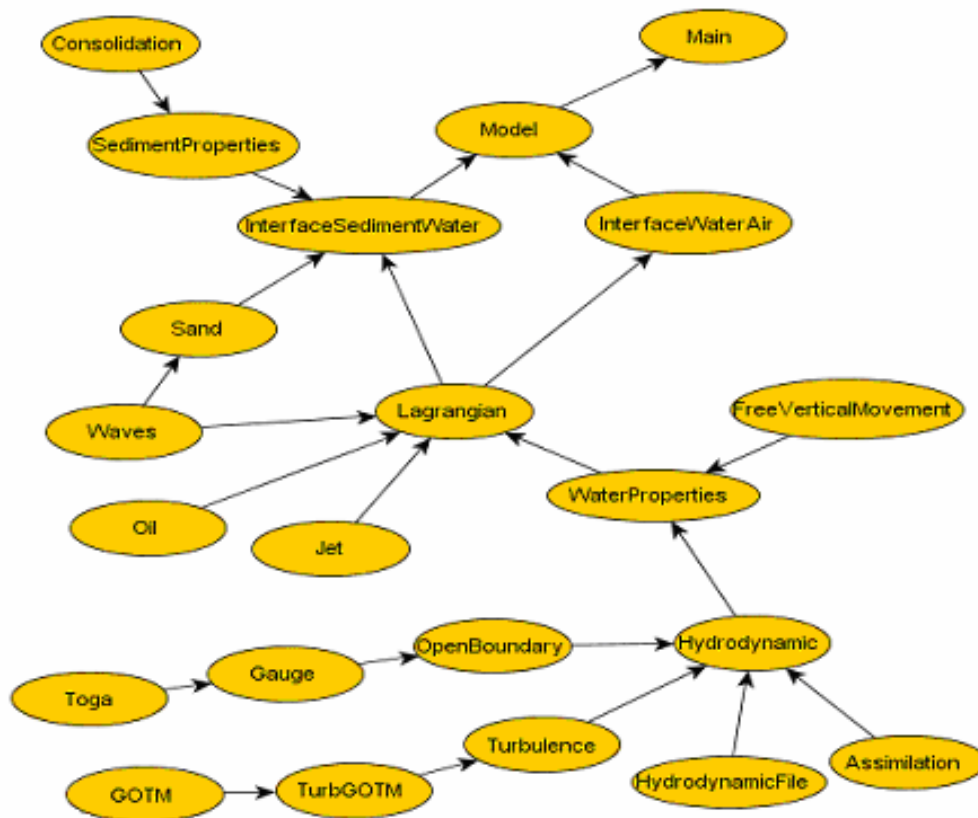 Consolidation
Main
Model
SedimentProperties
InterfaceSedimentWater
InterfaceWaterAir
Sand
Lagrangian
FreeVerticalMovement
Waves
WaterProperties
Oil
Jet
OpenBoundary
Hydrodynamic
Gauge
Toga
Turbulence
Assimilation
HydrodynamicFile
TurbGOTM
GOTM